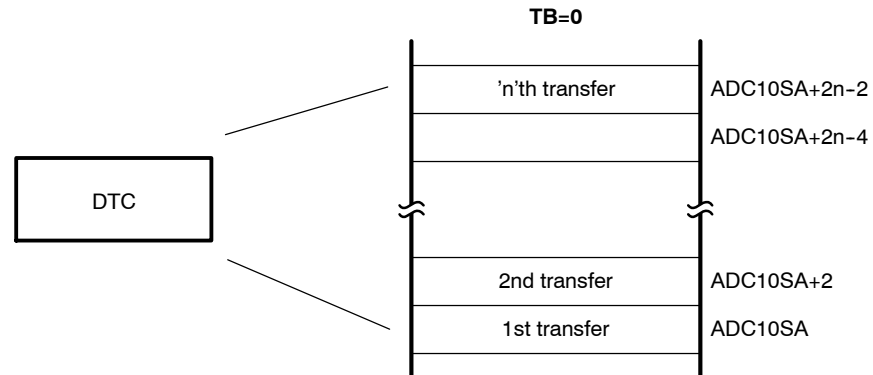 TB=0
'n'th transfer
ADC10SA+2n-2
ADC10SA+2n-4
DTC
2nd transfer
ADC10SA+2
1st transfer
ADC10SA